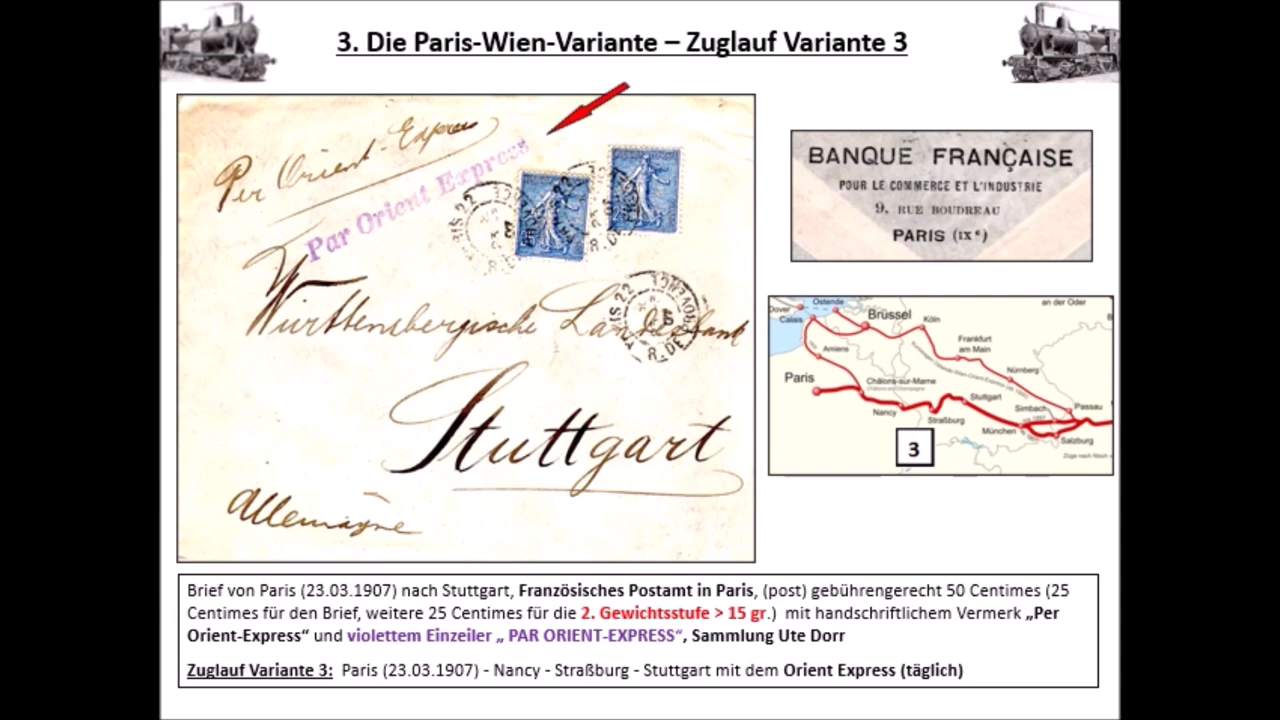 3. Die Paris-Wien-Variante – Zuglauf Variante 3
Per Orient-Express
Par Orient Express
Württembergische Landesbank
Stuttgart
Allemagne
PARIS 22
R. DE PROVENCE
BANQUE FRANÇAISE
POUR LE COMMERCE ET L'INDUSTRIE
9, RUE BOUDREAU
PARIS (IXe)
Dover
Ostende
Calais
Brüssel
Köln
an der Oder
Amiens
Frankfurt
am Main
Paris
Châlons-sur-Marne
Nürnberg
Nancy
Straßburg
Stuttgart
Simbach
Passau
München
Salzburg
3
Brief von Paris (23.03.1907) nach Stuttgart, Französisches Postamt in Paris, (post) gebührengerecht 50 Centimes (25
Centimes für den Brief, weitere 25 Centimes für die 2. Gewichtsstufe > 15 gr.) mit handschriftlichem Vermerk „Per
Orient-Express“ und violettem Einzeiler „ PAR ORIENT-EXPRESS“, Sammlung Ute Dorr
Zuglauf Variante 3: Paris (23.03.1907) - Nancy - Straßburg - Stuttgart mit dem Orient Express (täglich)